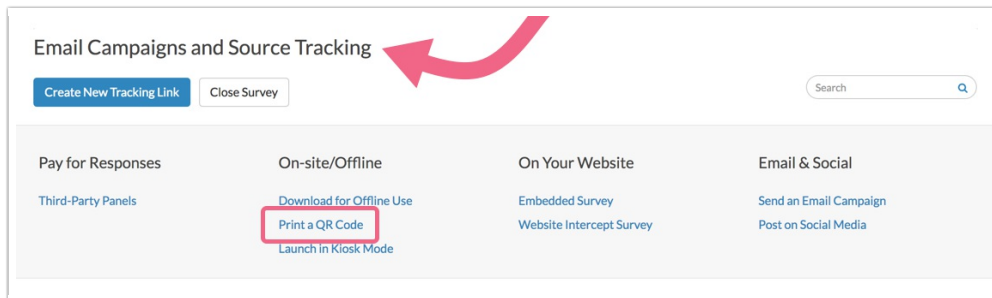 Email Campaigns and Source Tracking
Create New Tracking Link
Close Survey
Search
Pay for Responses
Third-Party Panels
On-site/Offline
Download for Offline Use
Print a QR Code
Launch in Kiosk Mode
On Your Website
Embedded Survey
Website Intercept Survey
Email & Social
Send an Email Campaign
Post on Social Media